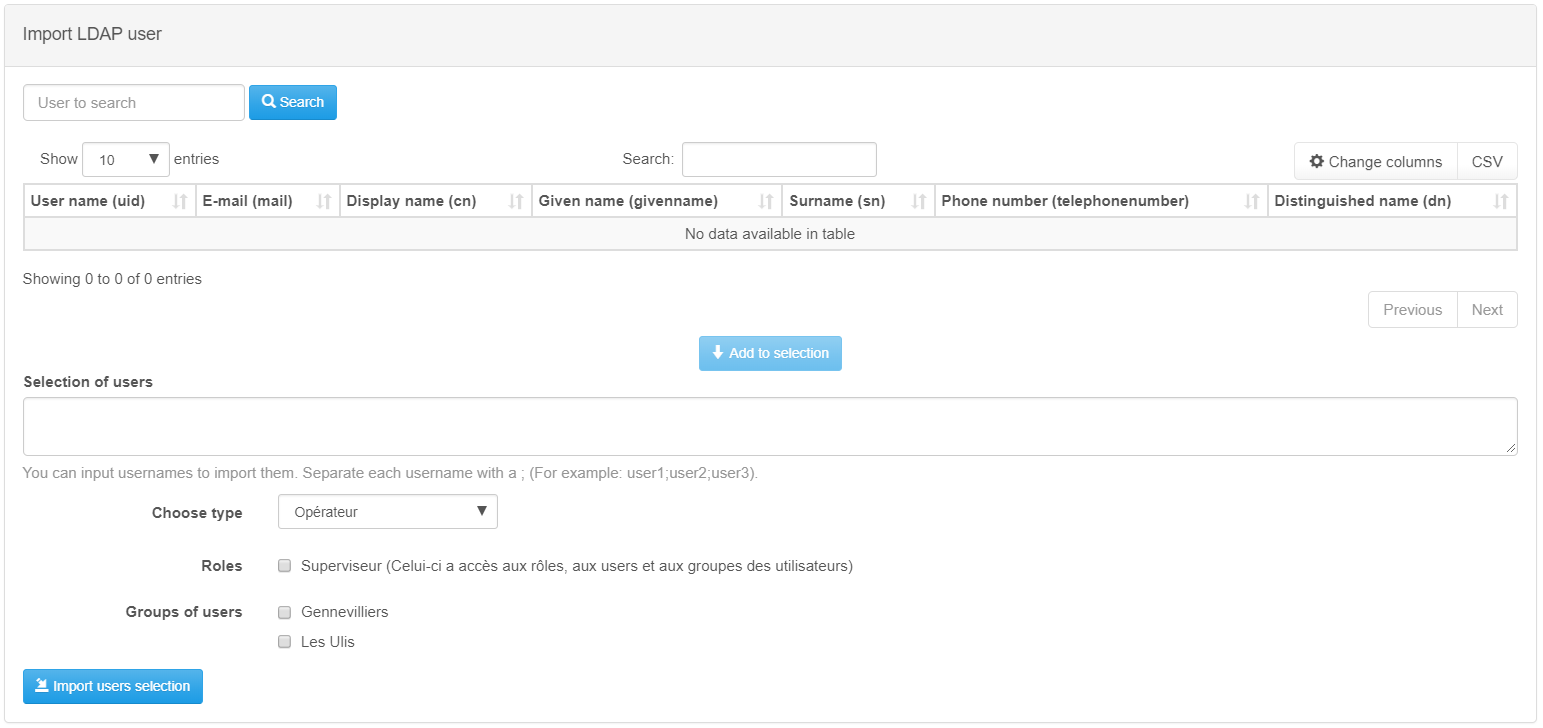 Import LDAP user
User to search Search
Show 10 entries Search: Change columns CSV
User name (uid) E-mail (mail) Display name (cn) Given name (givenname) Surname (sn) Phone number (telephonenumber) Distinguished name (dn)
No data available in table
Showing 0 to 0 of 0 entries
Previous Next
Add to selection
Selection of users
You can input usernames to import them. Separate each username with a ; (For example: user1;user2;user3).
Choose type Opérateur
Roles Superviseur (Celui-ci a accès aux rôles, aux users et aux groupes des utilisateurs)
Groups of users Gennevilliers
Les Ulis
Import users selection